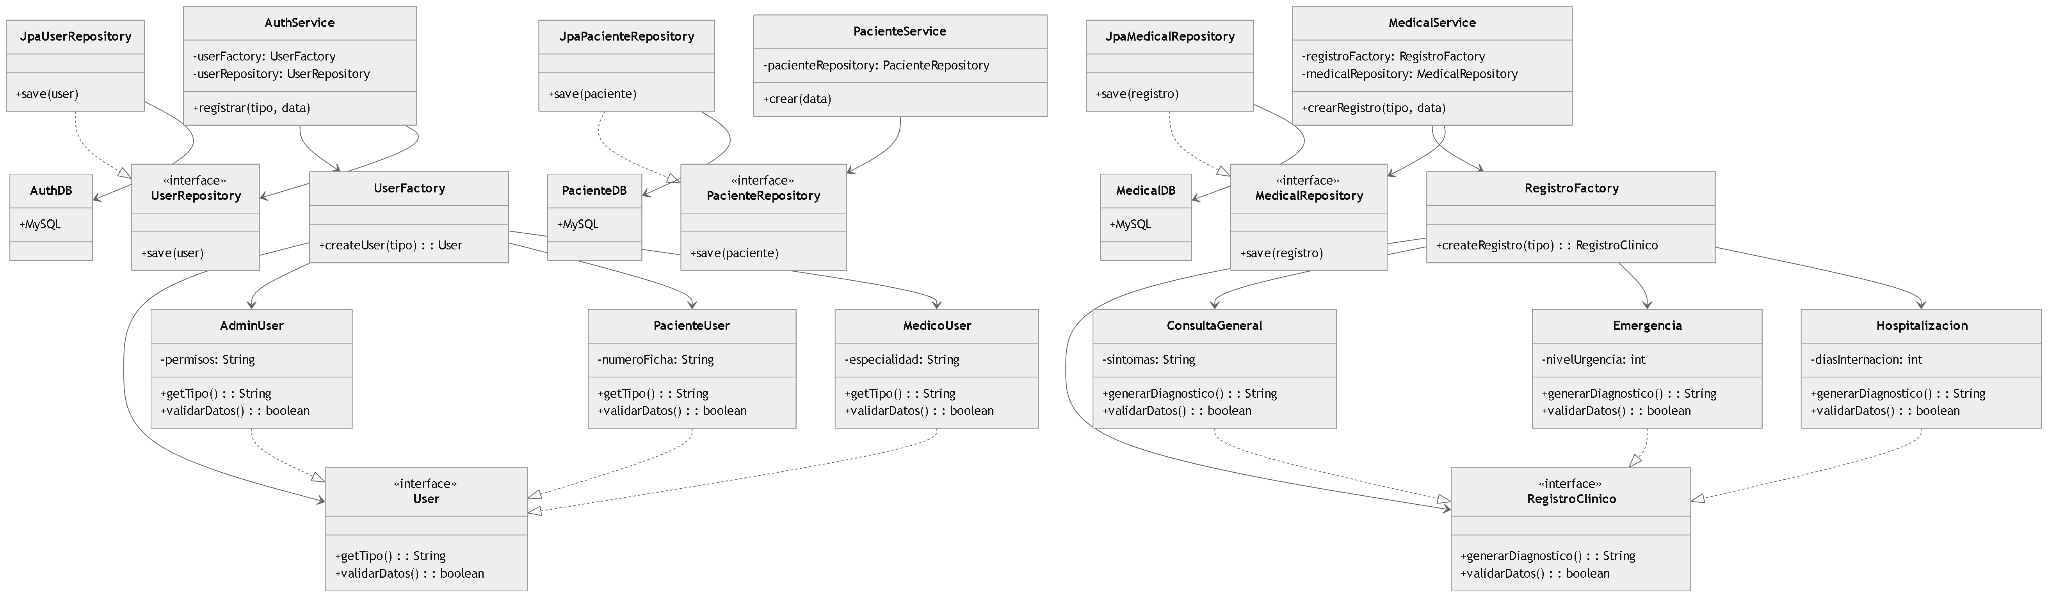 JpaUserRepository
+save(user)
AuthService
-userFactory: UserFactory
-userRepository: UserRepository
+registrar(tipo, data)
JpaPacienteRepository
+save(paciente)
PacienteService
-pacienteRepository: PacienteRepository
+crear(data)
JpaMedicalRepository
+save(registro)
MedicalService
-registroFactory: RegistroFactory
-medicalRepository: MedicalRepository
+crearRegistro(tipo, data)
AuthDB
+MySQL
«interface»
UserRepository
+save(user)
UserFactory
+createUser(tipo) : : User
PacienteDB
+MySQL
«interface»
PacienteRepository
+save(paciente)
MedicalDB
+MySQL
«interface»
MedicalRepository
+save(registro)
RegistroFactory
+createRegistro(tipo) : : RegistroClinico
AdminUser
-permisos: String
+getTipo() : : String
+validarDatos() : : boolean
PacienteUser
-numeroFicha: String
+getTipo() : : String
+validarDatos() : : boolean
MedicoUser
-especialidad: String
+getTipo() : : String
+validarDatos() : : boolean
ConsultaGeneral
-sintomas: String
+generarDiagnostico() : : String
+validarDatos() : : boolean
Emergencia
-nivelUrgencia: int
+generarDiagnostico() : : String
+validarDatos() : : boolean
Hospitalizacion
-diasInternacion: int
+generarDiagnostico() : : String
+validarDatos() : : boolean
«interface»
User
+getTipo() : : String
+validarDatos() : : boolean
«interface»
RegistroClinico
+generarDiagnostico() : : String
+validarDatos() : : boolean